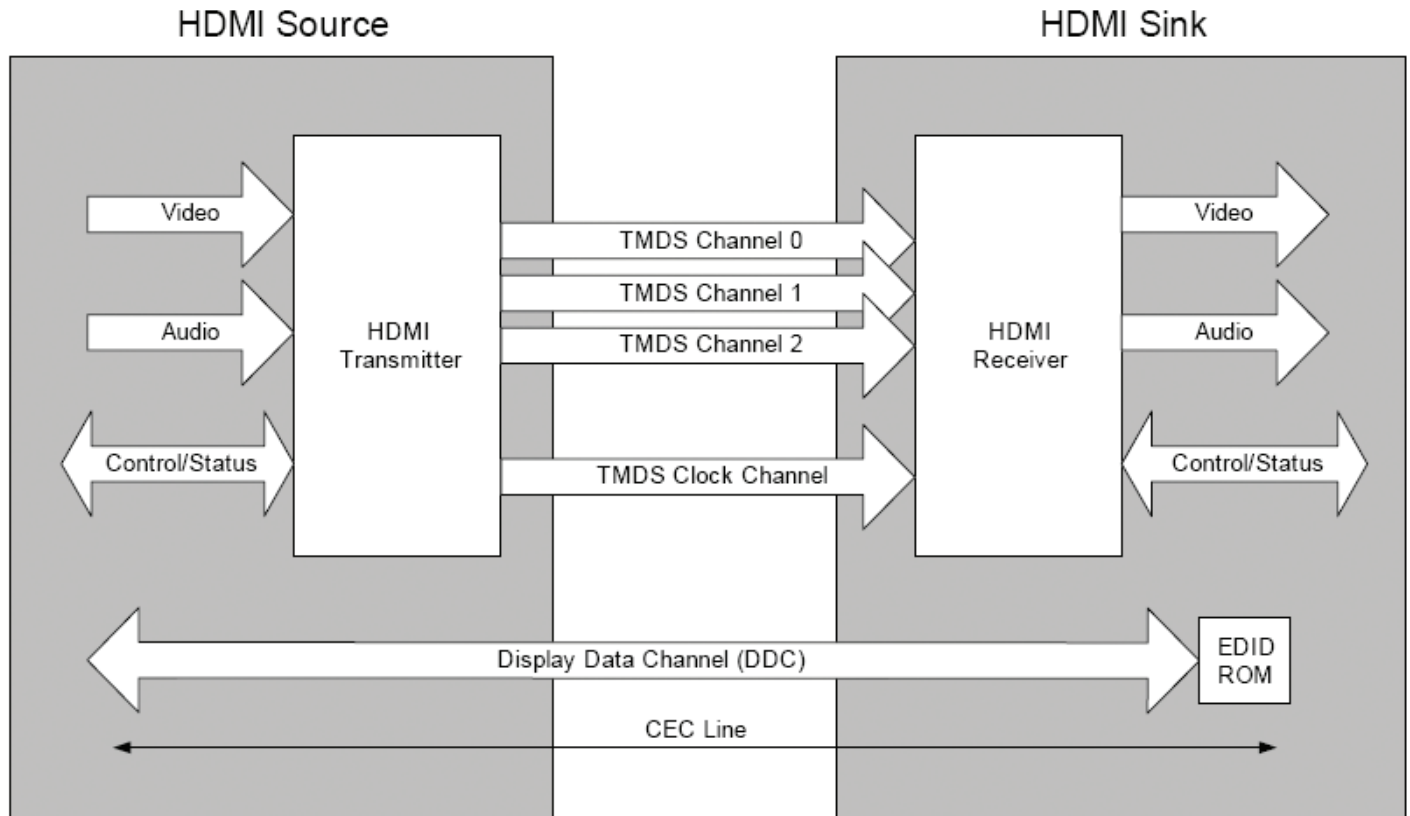 HDMI Source
HDMI Sink
Video
Audio
Control/Status
HDMI
Transmitter
TMDS Channel 0
TMDS Channel 1
TMDS Channel 2
TMDS Clock Channel
HDMI
Receiver
Video
Audio
Control/Status
Display Data Channel (DDC)
EDID
ROM
CEC Line